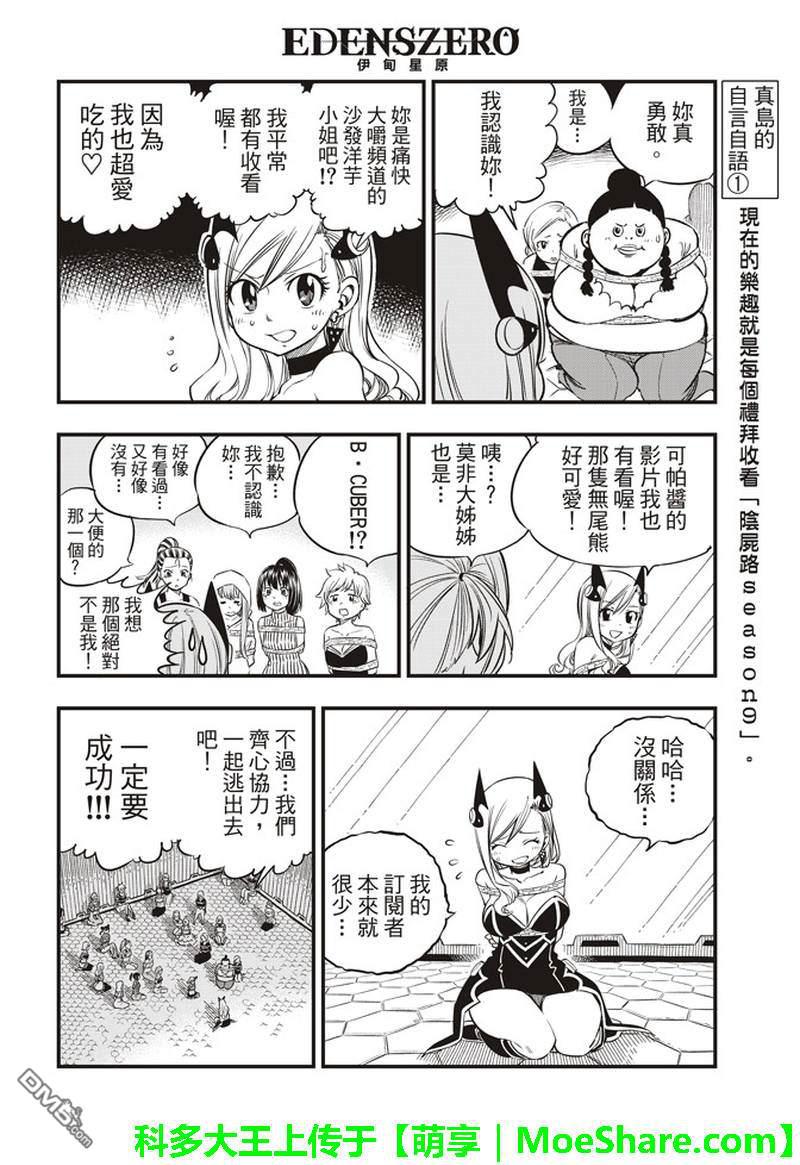 EDENSZERO
伊甸星原
真島的
自言自語①
現在的樂趣就是每個禮拜收看「陰屍路season9」。
妳真
勇敢。
我是…
我認識妳！
妳是痛快
大嚼頻道的
沙發洋芋
小姐吧!?
我平常
都有收看
喔！
因為
我也超愛
吃的♡
可帕醬的
影片我也
有看喔！
那隻無尾熊
好可愛！
咦…？
莫非大姊姊
也是…
B・CUBER!?
抱歉…
我不認識
妳…
好像
有看過…
又好像
沒有…
大便的
那一個？
我想
那個絕對
不是我！
哈哈…
沒關係…
我的
訂閱者
本來就
很少…
不過…我們
齊心協力，
一起逃出去
吧！
一定要
成功!!!
DM5.com
科多大王上传于【萌享 | MoeShare.com】